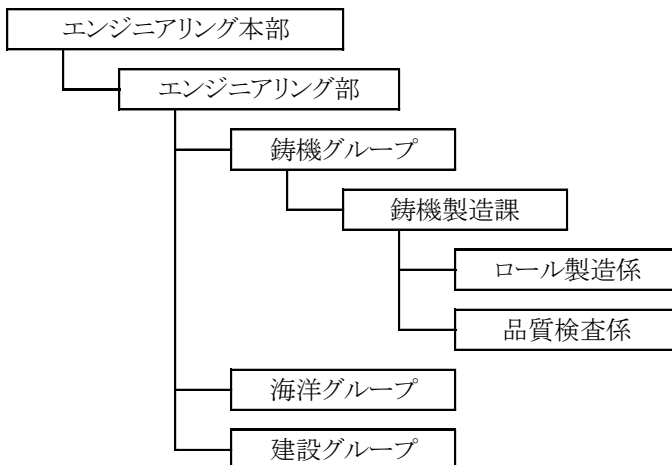 エンジニアリング本部
エンジニアリング部
鋳機グループ
鋳機製造課
ロール製造係
品質検査係
海洋グループ
建設グループ